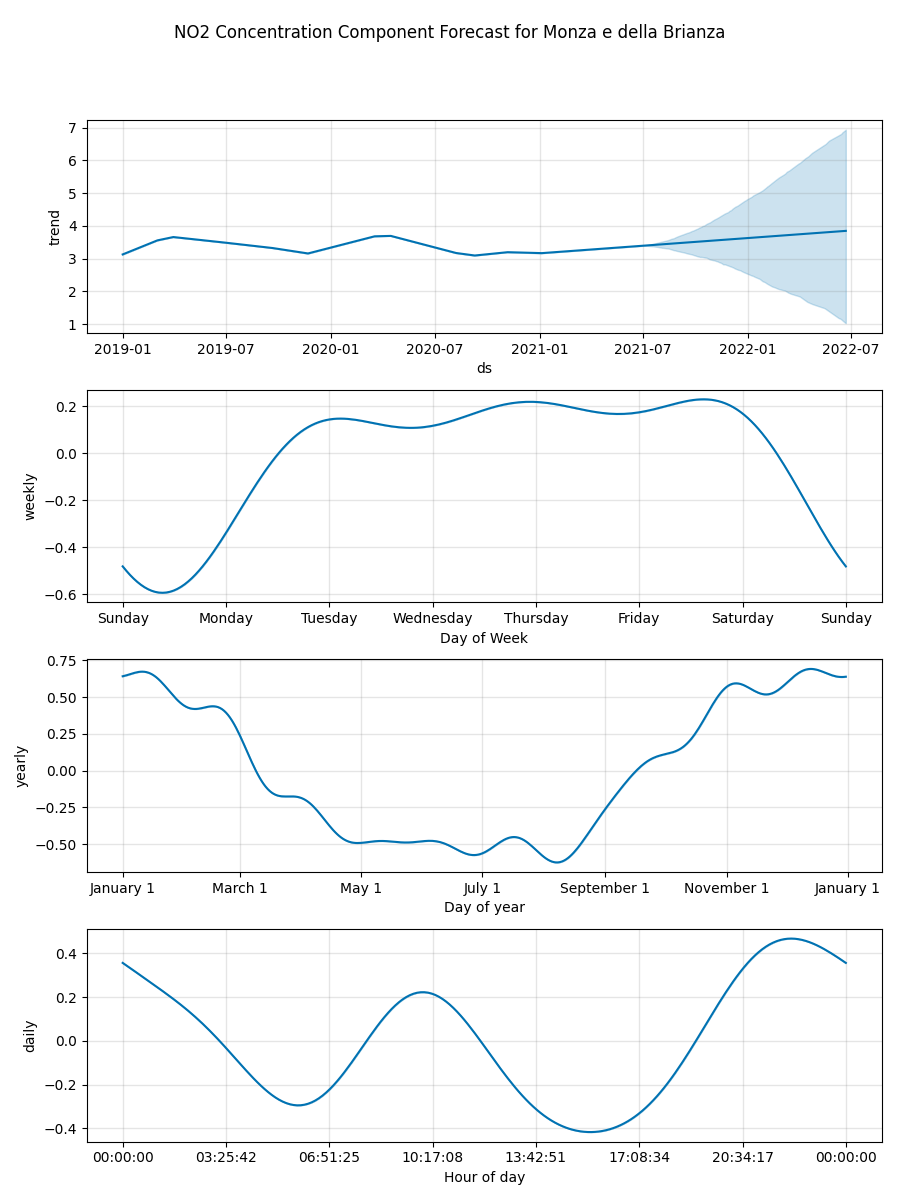 NO2 Concentration Component Forecast for Monza e della Brianza
7
6
5
4
3
2
1
trend
2019-01 2019-07 2020-01 2020-07 2021-01 2021-07 2022-01 2022-07
ds
0.2
0.0
−0.2
−0.4
−0.6
weekly
Sunday Monday Tuesday Wednesday Thursday Friday Saturday Sunday
Day of Week
0.75
0.50
0.25
0.00
−0.25
−0.50
yearly
January 1 March 1 May 1 July 1 September 1 November 1 January 1
Day of year
0.4
0.2
0.0
−0.2
−0.4
daily
00:00:00 03:25:42 06:51:25 10:17:08 13:42:51 17:08:34 20:34:17 00:00:00
Hour of day